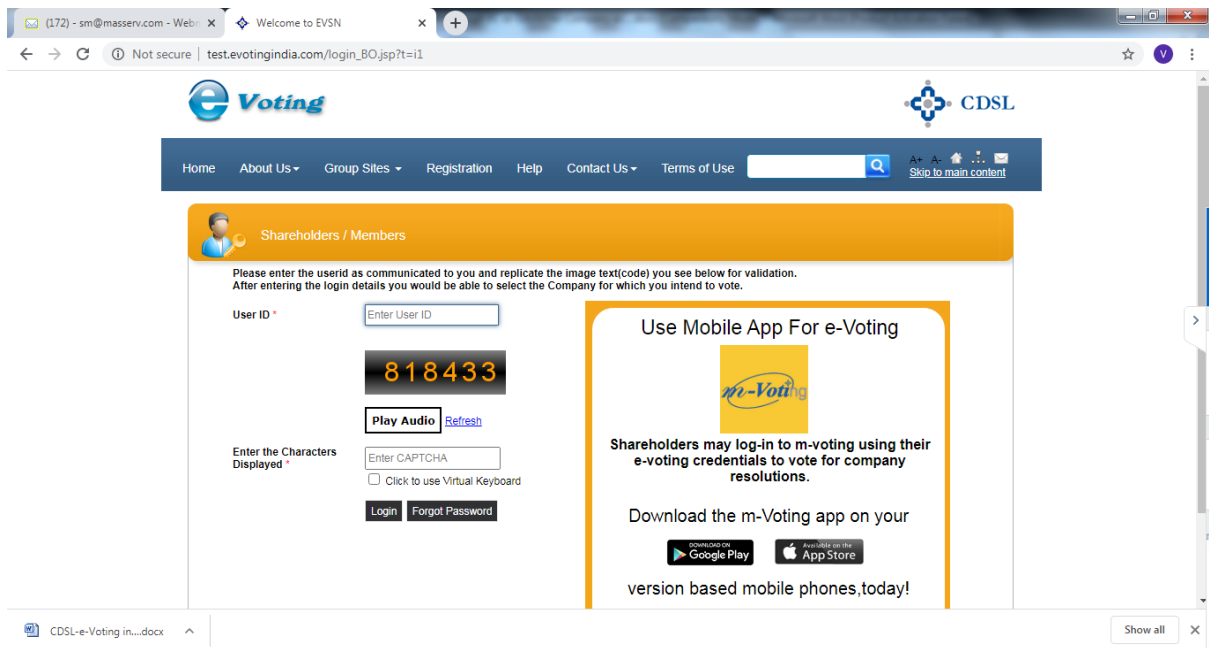 (172) - sm@masserv.com - Web
Welcome to EVSN
Not secure | test.evotingindia.com/login_BO.jsp?t=i1
V
e Voting
CDSL
Home About Us Group Sites Registration Help Contact Us Terms of Use
A+ A-
Skip to main content
Shareholders / Members
Please enter the userid as communicated to you and replicate the image text(code) you see below for validation.
After entering the login details you would be able to select the Company for which you intend to vote.
User ID *
Enter User ID
818433
Play Audio Refresh
Enter the Characters
Displayed *
Enter CAPTCHA
Click to use Virtual Keyboard
Login Forgot Password
Use Mobile App For e-Voting
m-Voting
Shareholders may log-in to m-voting using their
e-voting credentials to vote for company
resolutions.
Download the m-Voting app on your
DOWNLOAD ON
Google Play
Available on the
App Store
version based mobile phones,today!
CDSL-e-Voting in....docx
Show all